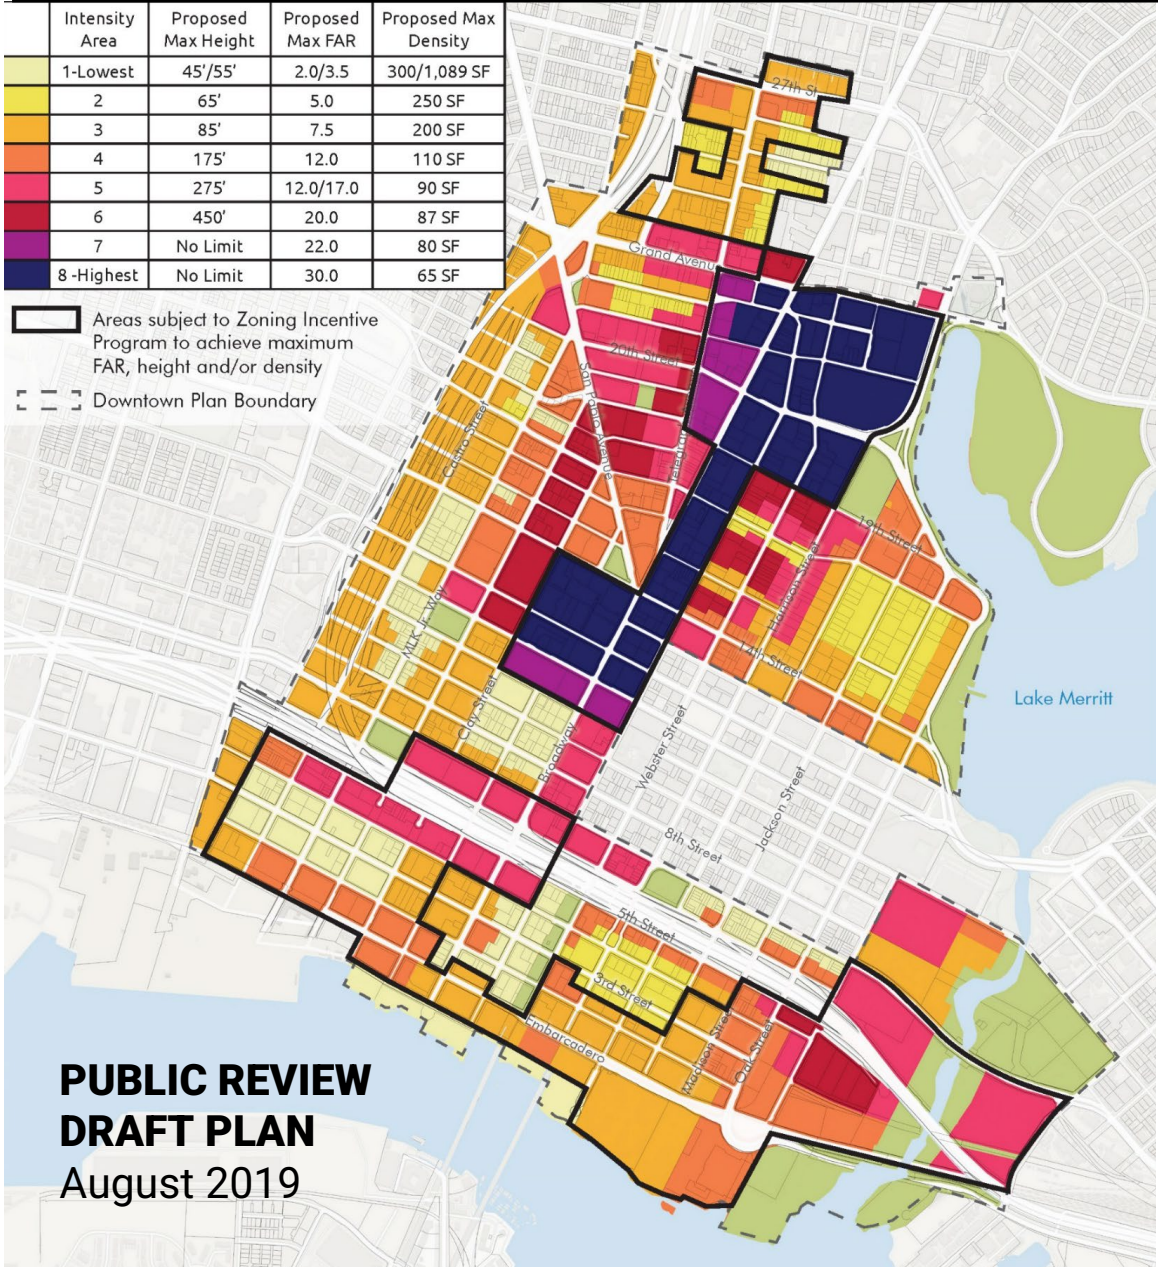 Intensity Area Proposed Max Height Proposed Max FAR Proposed Max Density
1-Lowest 45'/55' 2.0/3.5 300/1,089 SF
2 65' 5.0 250 SF
3 85' 7.5 200 SF
4 175' 12.0 110 SF
5 275' 12.0/17.0 90 SF
6 450' 20.0 87 SF
7 No Limit 22.0 80 SF
8 -Highest No Limit 30.0 65 SF
Areas subject to Zoning Incentive
Program to achieve maximum
FAR, height and/or density
Downtown Plan Boundary
27th St
Grand Avenu
20th Street
San Pablo Avenue
Telegraph
Castro Street
19th Street
Harrison Street
MLK Jr. Way
14th Street
Clay Street
Broadway
Webster Street
Jackson Street
Lake Merritt
8th Street
5th Street
3rd Street
Embarcadero
Madison Street
Oak Street
PUBLIC REVIEW
DRAFT PLAN
August 2019